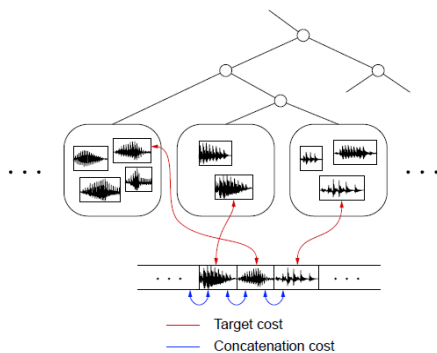 . . .
. . .
. . .
. . .
Target cost
Concatenation cost